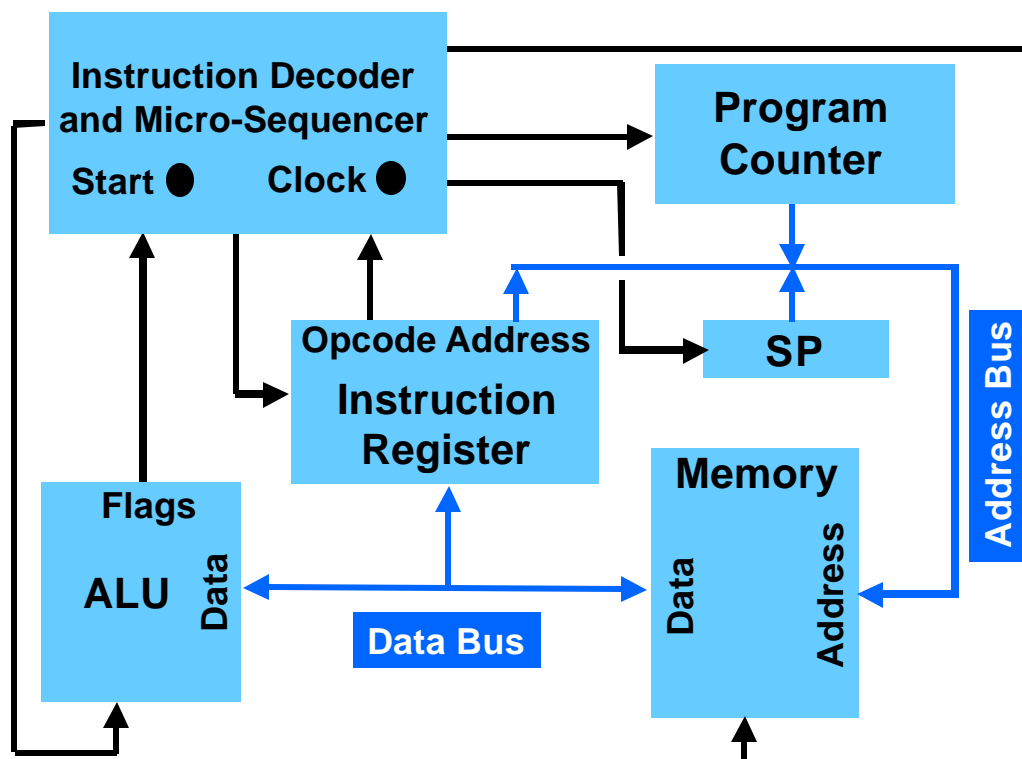 Instruction Decoder
and Micro-Sequencer
Start
Clock
Program
Counter
Opcode Address
Instruction
Register
SP
Address Bus
Memory
Data
Address
Flags
ALU
Data
Data Bus